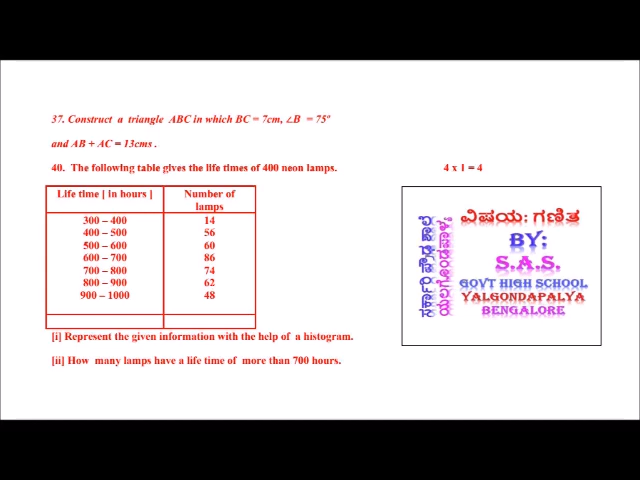 37. Construct a triangle ABC in which BC = 7cm, ∠B = 75º
and AB + AC = 13cms .
40. The following table gives the life times of 400 neon lamps. 4 x 1 = 4
Life time [ in hours ] Number of lamps
300 – 400 14
400 – 500 56
500 – 600 60
600 – 700 86
700 – 800 74
800 – 900 62
900 – 1000 48
[i] Represent the given information with the help of a histogram.
[ii] How many lamps have a life time of more than 700 hours.
ಸರ್ಕಾರಿ ಪ್ರೌಢ ಶಾಲೆ
ಯಲಗೊಂಡಪಾಳ್ಯ
ವಿಷಯ: ಗಣಿತ
BY:
S.A.S.
GOVT HIGH SCHOOL
YALGONDAPALYA
BENGALORE